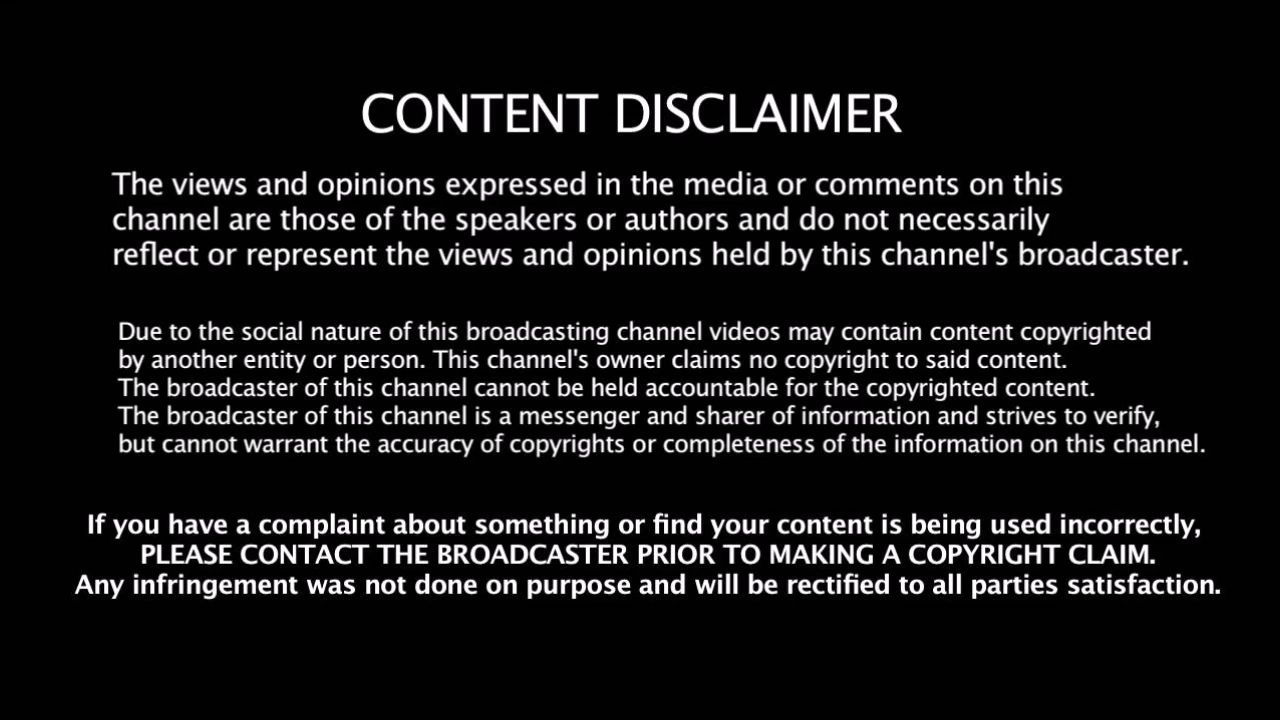 CONTENT DISCLAIMER
The views and opinions expressed in the media or comments on this
channel are those of the speakers or authors and do not necessarily
reflect or represent the views and opinions held by this channel's broadcaster.
Due to the social nature of this broadcasting channel videos may contain content copyrighted
by another entity or person. This channel's owner claims no copyright to said content.
The broadcaster of this channel cannot be held accountable for the copyrighted content.
The broadcaster of this channel is a messenger and sharer of information and strives to verify,
but cannot warrant the accuracy of copyrights or completeness of the information on this channel.
If you have a complaint about something or find your content is being used incorrectly,
PLEASE CONTACT THE BROADCASTER PRIOR TO MAKING A COPYRIGHT CLAIM.
Any infringement was not done on purpose and will be rectified to all parties satisfaction.